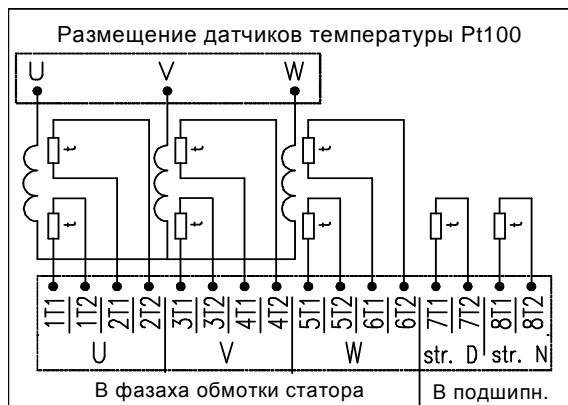 Размещение датчиков температуры Pt100
U V W
t t t
t t t t t
1T1 1T2 2T1 2T2 3T1 3T2 4T1 4T2 5T1 5T2 6T1 6T2 7T1 7T2 8T1 8T2
U V W str. D str. N
В фазаха обмотки статора В подшипн.